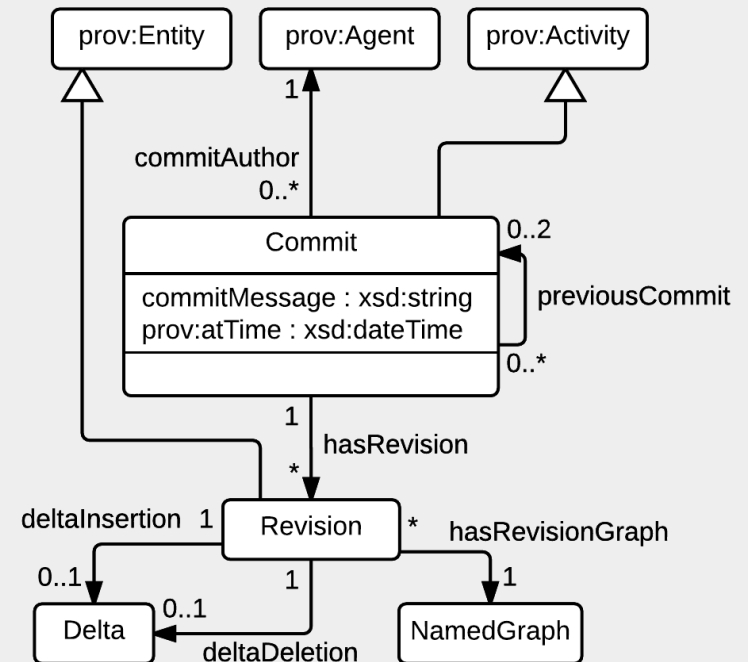 prov:Entity
prov:Agent
prov:Activity
1
commitAuthor
0..*
Commit
0..2
commitMessage : xsd:string
previousCommit
prov:atTime : xsd:dateTime
0..*
1
hasRevision
*
deltaInsertion
1
Revision
*
hasRevisionGraph
0..1
1
1
0..1
Delta
NamedGraph
deltaDeletion